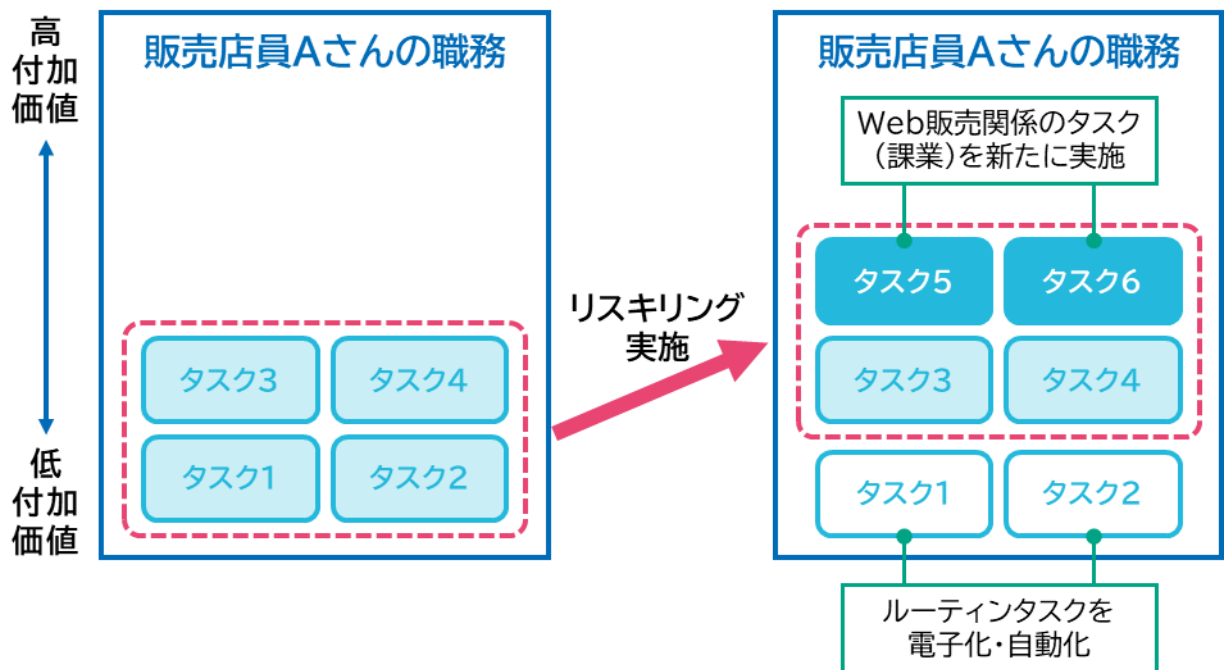 高
付加
価値
低
付加
価値
販売店員Aさんの職務
タスク3
タスク4
タスク1
タスク2
リスキリング
実施
販売店員Aさんの職務
Web販売関係のタスク
(課業)を新たに実施
タスク5
タスク6
タスク3
タスク4
タスク1
タスク2
ルーティンタスクを
電子化・自動化